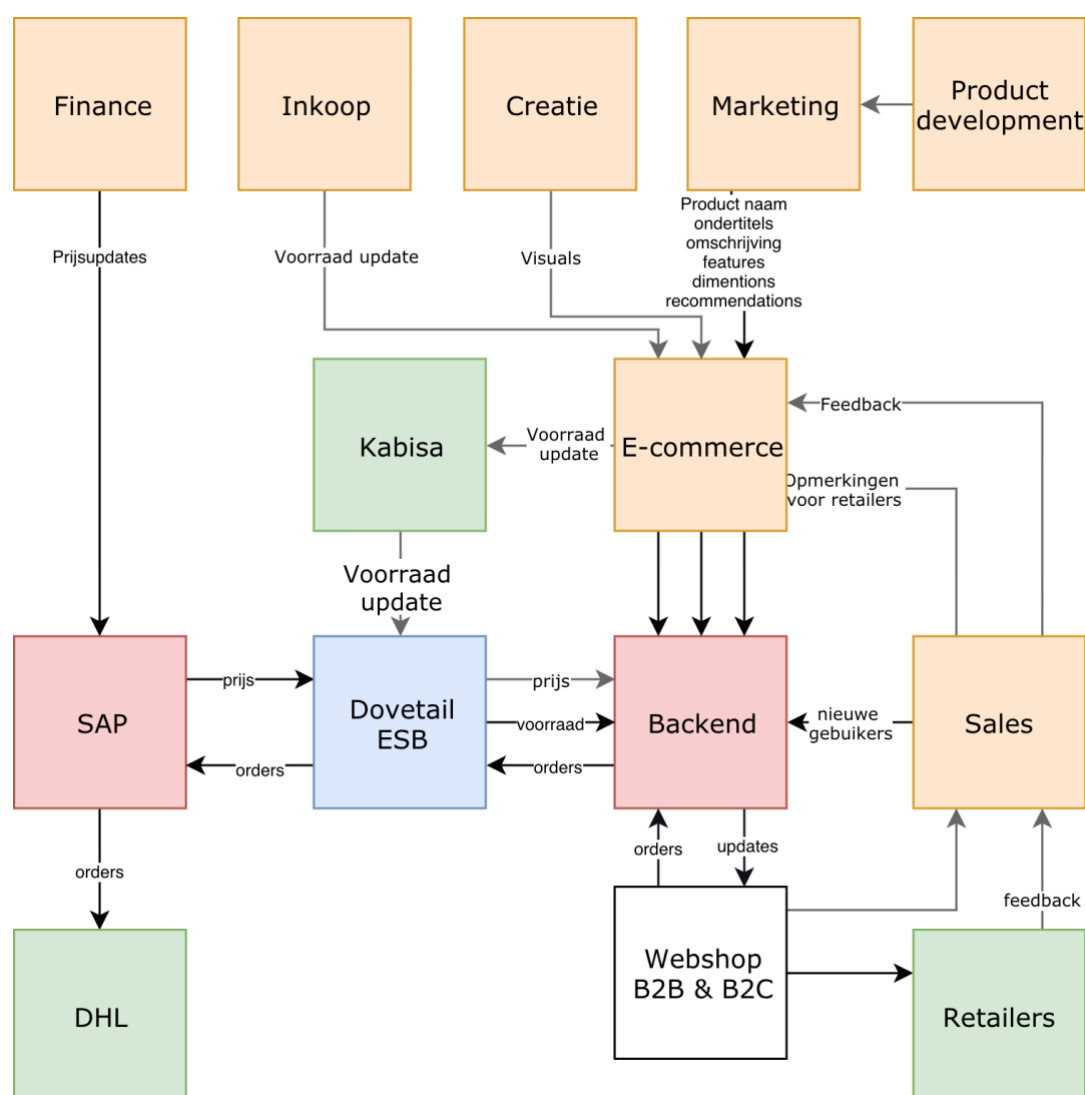 Finance
Inkoop
Creatie
Marketing
Product
development
Prijsupdates
Voorraad update
Visuals
Product naam
ondertitels
omschrijving
features
dimentions
recommendations
Kabisa
Voorraad
update
E-commerce
Feedback
Opmerkingen
voor retailers
Voorraad
update
SAP
prijs
orders
Dovetail
ESB
prijs
voorraad
orders
Backend
nieuwe
gebuikers
Sales
orders
orders
updates
feedback
DHL
Webshop
B2B & B2C
Retailers